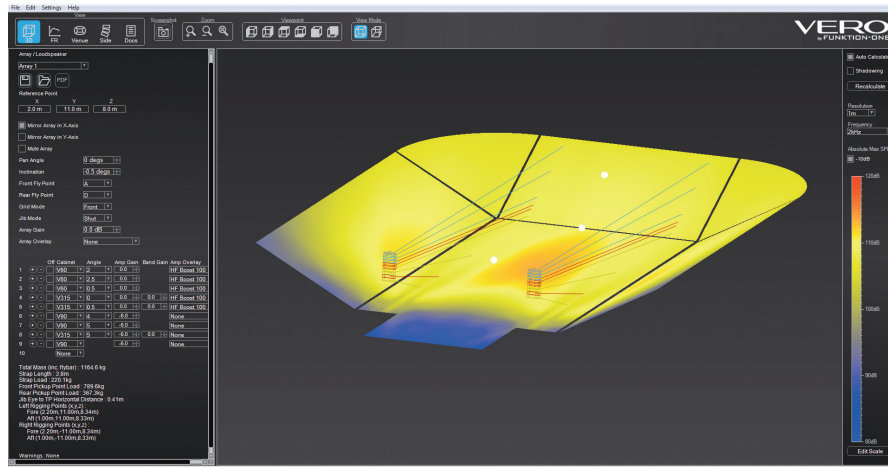 File Edit Settings Help
View
Screenshot
Zoom
Viewpoint
View Mode
3D FR Venue Side Docs
VERO
by FUNKTION-ONE
Array / Loudspeaker
Array 1
PDF
Reference Point
X Y Z
2.0 m 11.0 m 8.0 m
Mirror Array in X-Axis
Mirror Array in Y-Axis
Mute Array
Pan Angle 0 degs
Inclination -0.5 degs
Front Fly Point A
Rear Fly Point D
Grid Mode Front
Jib Mode Shut
Array Gain 0.0 dB
Array Overlay None
Off Cabinet Angle Amp Gain Band Gain Amp Overlay
1 + - V60 2 0.0 HF Boost 100
2 + - V60 2.5 0.0 HF Boost 100
3 + - V60 0.5 0.0 HF Boost 100
4 + - V315 0 0.0 0.0 HF Boost 100
5 + - V315 0.5 0.0 0.0 HF Boost 100
6 + - V90 4 -6.0 None
7 + - V90 5 -6.0 None
8 + - V315 5 -6.0 0.0 None
9 + - V90 -6.0 None
10 None
Total Mass (inc. flybar) : 1164.6 kg
Strap Length : 3.8m
Strap Load : 220.1kg
Front Pickup Point Load : 789.6kg
Rear Pickup Point Load : 367.3kg
Jib Eye to TP Horizontal Distance : 0.41m
Left Rigging Points (x,y,z) :
Fore (2.20m,11.00m,8.34m)
Aft (1.00m,11.00m,8.33m)
Right Rigging Points (x,y,z) :
Fore (2.20m,-11.00m,8.34m)
Aft (1.00m,-11.00m,8.33m)
Warnings : None
Auto Calculate
Shadowing
Recalculate
Resolution
1m
Frequency
2kHz
Absolute Max SPL
-10dB
120dB
110dB
100dB
90dB
80dB
Edit Scale